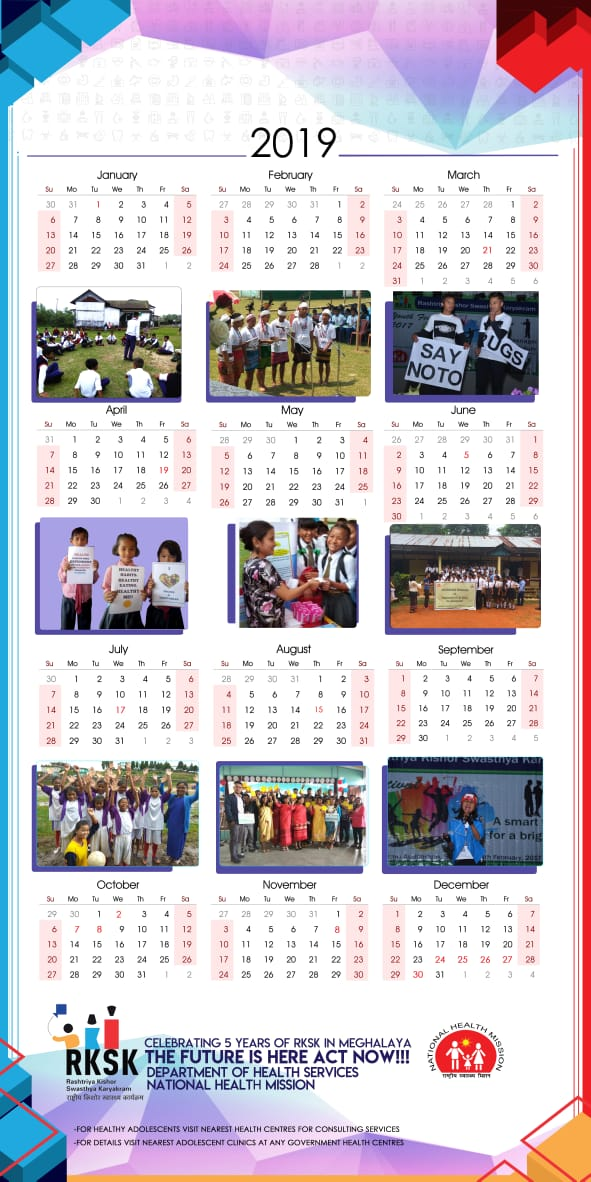 2019
January
Su Mo Tu We Th Fr Sa
30 31 1 2 3 4 5
6 7 8 9 10 11 12
13 14 15 16 17 18 19
20 21 22 23 24 25 26
27 28 29 30 31 1 2
February
Su Mo Tu We Th Fr Sa
27 28 29 30 31 1 2
3 4 5 6 7 8 9
10 11 12 13 14 15 16
17 18 19 20 21 22 23
24 25 26 27 28 1 2
March
Su Mo Tu We Th Fr Sa
24 25 26 27 28 1 2
3 4 5 6 7 8 9
10 11 12 13 14 15 16
17 18 19 20 21 22 23
24 25 26 27 28 29 30
31 1 2 3 4 5 6
RKSK Rashtriya Kishor Swasthya Karyakram
2017
SAY
NOTO
DRUGS
April
Su Mo Tu We Th Fr Sa
31 1 2 3 4 5 6
7 8 9 10 11 12 13
14 15 16 17 18 19 20
21 22 23 24 25 26 27
28 29 30 1 2 3 4
May
Su Mo Tu We Th Fr Sa
28 29 30 1 2 3 4
5 6 7 8 9 10 11
12 13 14 15 16 17 18
19 20 21 22 23 24 25
26 27 28 29 30 31 1
June
Su Mo Tu We Th Fr Sa
26 27 28 29 30 31 1
2 3 4 5 6 7 8
9 10 11 12 13 14 15
16 17 18 19 20 21 22
23 24 25 26 27 28 29
30 1 2 3 4 5 6
HEALTHY
HABITS,
HEALTHY
EATING,
HEALTHY
ME!
July
Su Mo Tu We Th Fr Sa
30 1 2 3 4 5 6
7 8 9 10 11 12 13
14 15 16 17 18 19 20
21 22 23 24 25 26 27
28 29 30 31 1 2 3
August
Su Mo Tu We Th Fr Sa
28 29 30 31 1 2 3
4 5 6 7 8 9 10
11 12 13 14 15 16 17
18 19 20 21 22 23 24
25 26 27 28 29 30 31
September
Su Mo Tu We Th Fr Sa
1 2 3 4 5 6 7
8 9 10 11 12 13 14
15 16 17 18 19 20 21
22 23 24 25 26 27 28
29 30 1 2 3 4 5
Kishor Swasthya
A smart
for a brig
October
Su Mo Tu We Th Fr Sa
29 30 1 2 3 4 5
6 7 8 9 10 11 12
13 14 15 16 17 18 19
20 21 22 23 24 25 26
27 28 29 30 31 1 2
November
Su Mo Tu We Th Fr Sa
27 28 29 30 31 1 2
3 4 5 6 7 8 9
10 11 12 13 14 15 16
17 18 19 20 21 22 23
24 25 26 27 28 29 30
December
Su Mo Tu We Th Fr Sa
1 2 3 4 5 6 7
8 9 10 11 12 13 14
15 16 17 18 19 20 21
22 23 24 25 26 27 28
29 30 31 1 2 3 4
RKSK
Rashtriya Kishor
Swasthya Karyakram
राष्ट्रीय किशोर स्वास्थ्य कार्यक्रम
CELEBRATING 5 YEARS OF RKSK IN MEGHALAYA
THE FUTURE IS HERE ACT NOW!!!
DEPARTMENT OF HEALTH SERVICES
NATIONAL HEALTH MISSION
NATIONAL HEALTH MISSION
राष्ट्रीय स्वास्थ्य मिशन
-FOR HEALTHY ADOLESCENTS VISIT NEAREST HEALTH CENTRES FOR CONSULTING SERVICES
-FOR DETAILS VISIT NEAREST ADOLESCENT CLINICS AT ANY GOVERNMENT HEALTH CENTRES